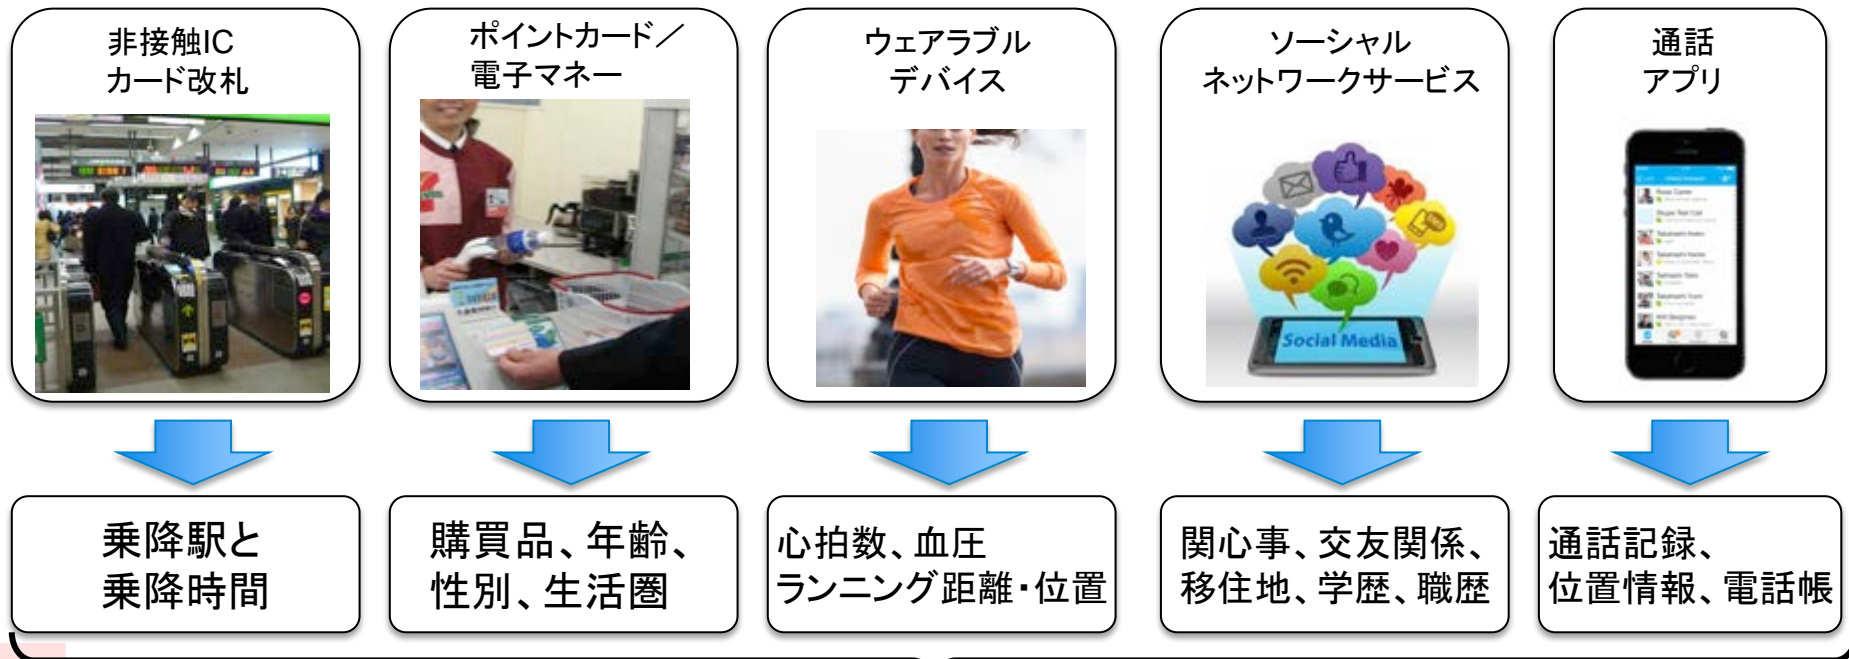 非接触IC
カード改札
ポイントカード／
電子マネー
ウェアラブル
デバイス
ソーシャル
ネットワークサービス
通話
アプリ
Social Media
乗降駅と
乗降時間
購買品、年齢、
性別、生活圏
心拍数、血圧
ランニング距離・位置
関心事、交友関係、
移住地、学歴、職歴
通話記録、
位置情報、電話帳